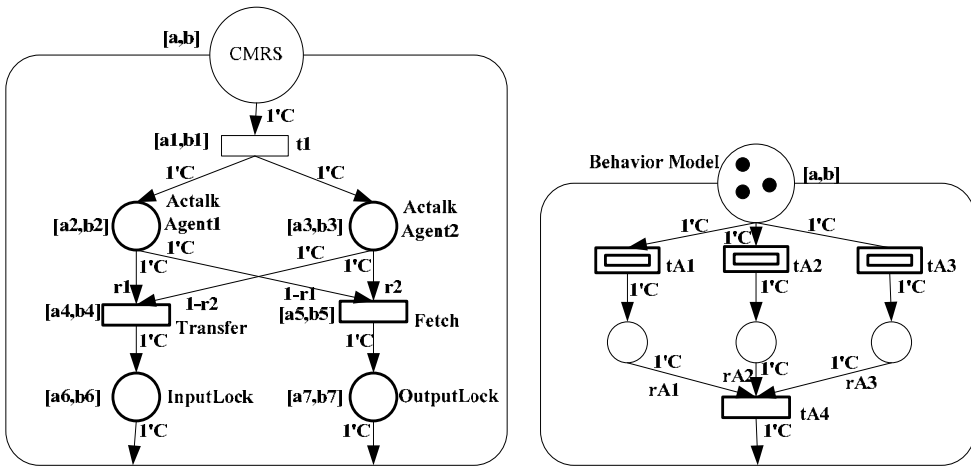 [a,b]
CMRS
1'C
[a1,b1]
t1
1'C
1'C
Actalk
Agent1
[a2,b2]
Actalk
Agent2
[a3,b3]
1'C
1'C
1'C
1'C
r1
1-r2
1-r1
r2
[a4,b4]
Transfer
[a5,b5]
Fetch
1'C
1'C
[a6,b6]
InputLock
[a7,b7]
OutputLock
1'C
1'C
Behavior Model
[a,b]
1'C
1'C
1'C
tA1
tA2
tA3
1'C
1'C
1'C
1'C
1'C
1'C
rA1
rA2
rA3
tA4
1'C